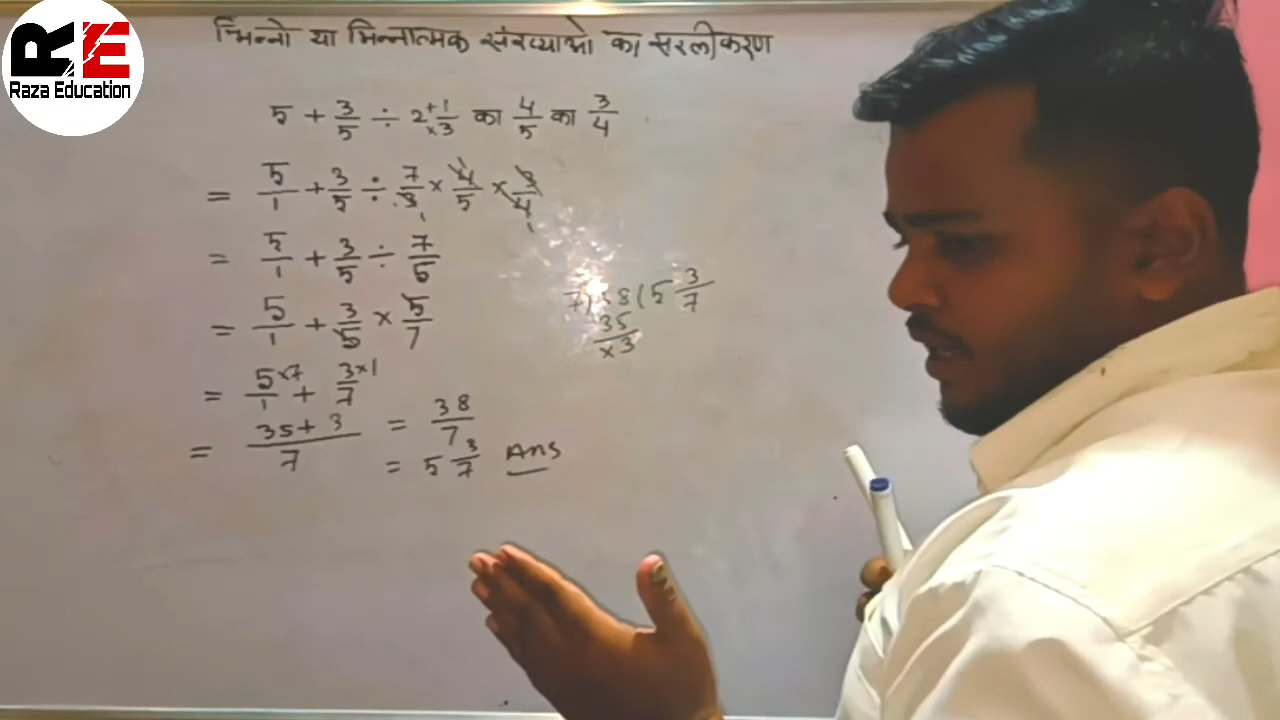 RE
Raza Education
भिन्नो या भिन्नात्मक संख्याओ का सरलीकरण
5 + 3/5 ÷ 2 + 1/× 3 का 4/5 का 3/4
= 5/1 + 3/5 ÷ 7/3 × 4/5 × 3/4
= 5/1 + 3/5 ÷ 7/5
= 5/1 + 3/5 × 5/7
= 5×7/1 + 3×1/7
= 35+3/7 = 38/7
= 5 3/7 Ans
7)38(5 3/7
35
×3